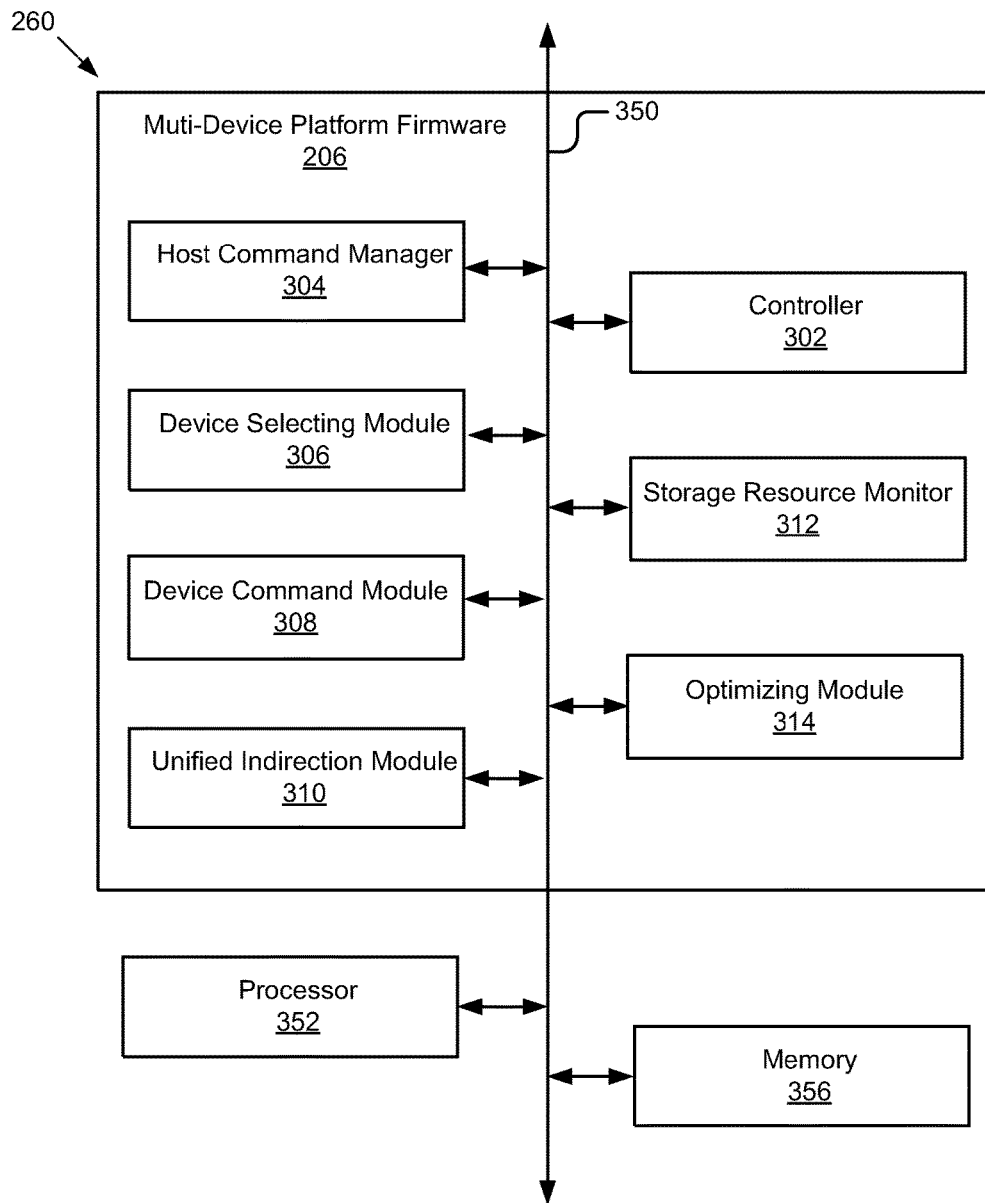 260
350
Muti-Device Platform Firmware
206
Host Command Manager
304
Controller
302
Device Selecting Module
306
Storage Resource Monitor
312
Device Command Module
308
Optimizing Module
314
Unified Indirection Module
310
Processor
352
Memory
356